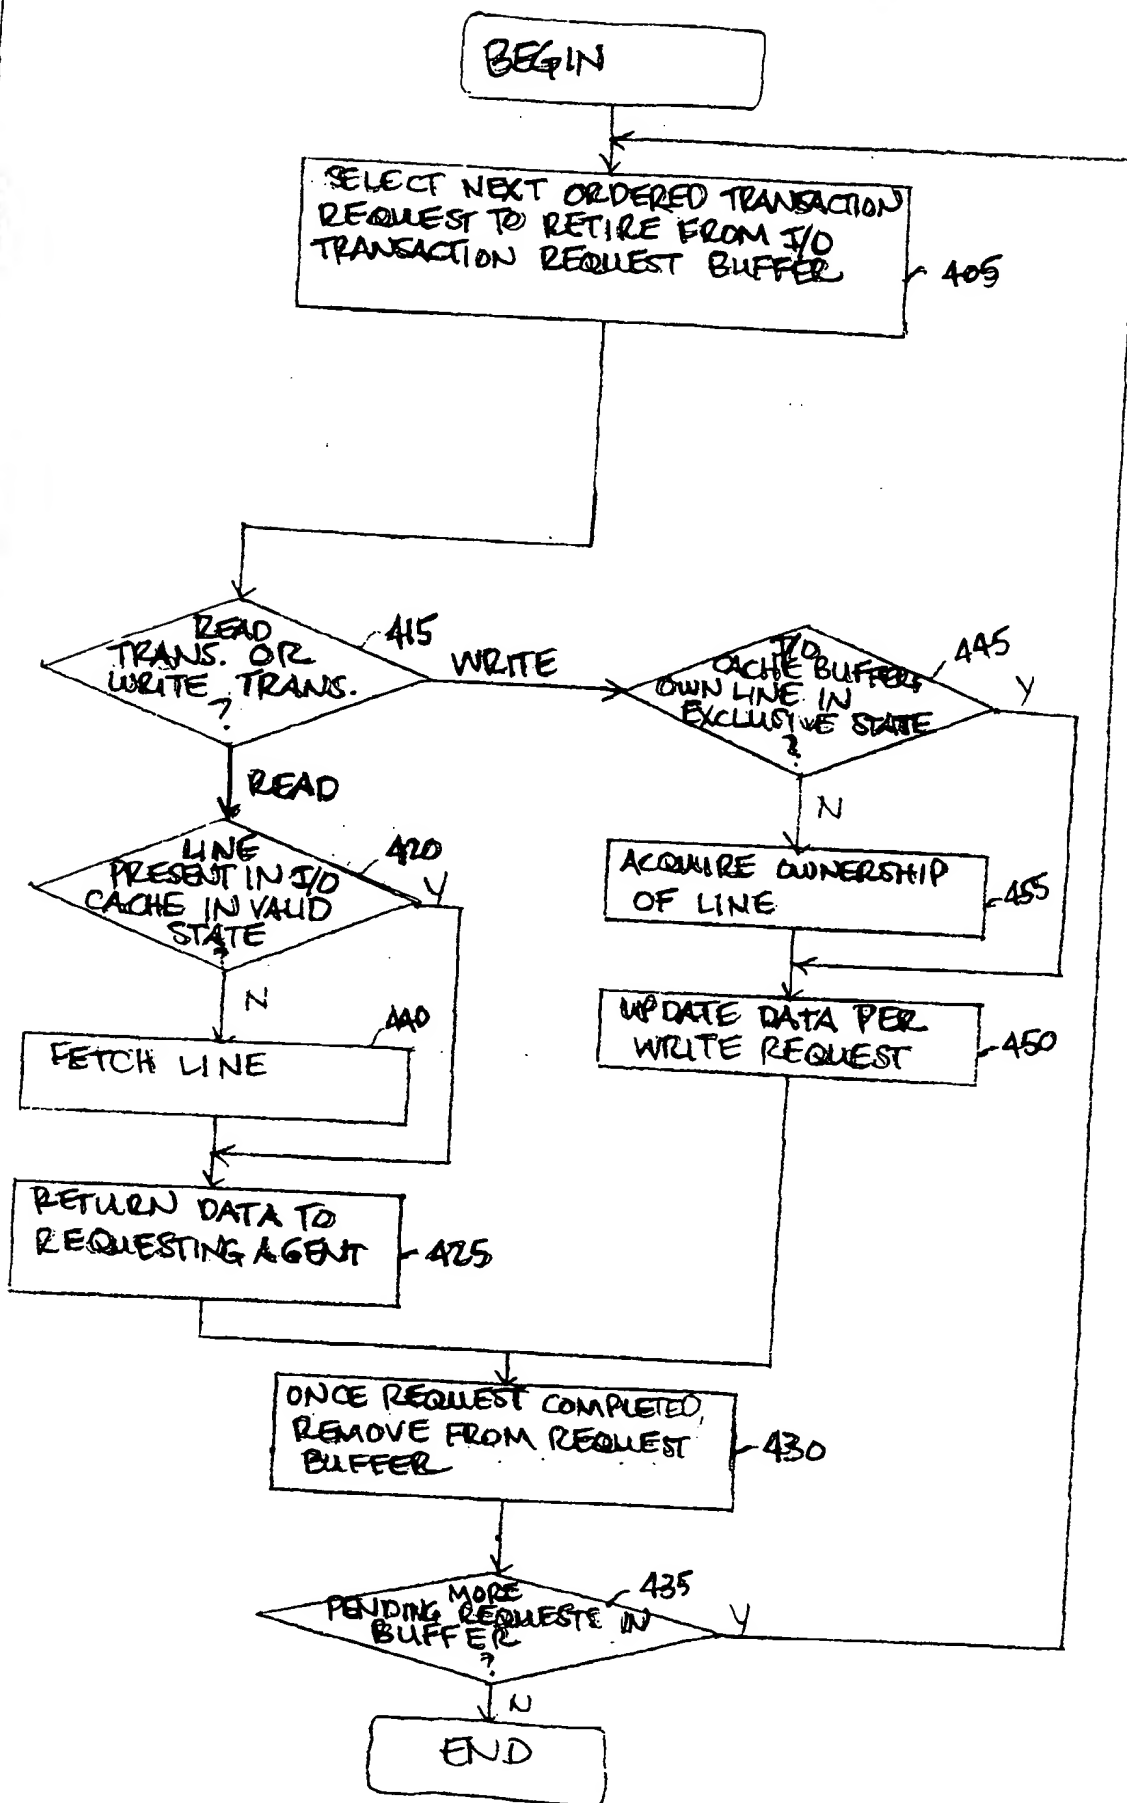 BEGIN
SELECT NEXT ORDERED TRANSACTION
REQUEST TO RETIRE FROM I/O
TRANSACTION REQUEST BUFFER
405
READ
TRANS. OR
WRITE TRANS.
?
415
WRITE
I/O
CACHE BUFFER
OWN LINE IN
EXCLUSIVE STATE
?
445
Y
READ
N
LINE
PRESENT IN I/O
CACHE IN VALID
STATE
?
420
Y
ACQUIRE OWNERSHIP
OF LINE
455
N
440
FETCH LINE
UPDATE DATA PER
WRITE REQUEST
450
RETURN DATA TO
REQUESTING AGENT
425
ONCE REQUEST COMPLETED,
REMOVE FROM REQUEST
BUFFER
430
MORE
PENDING REQUESTS IN
BUFFER
?
435
Y
N
END